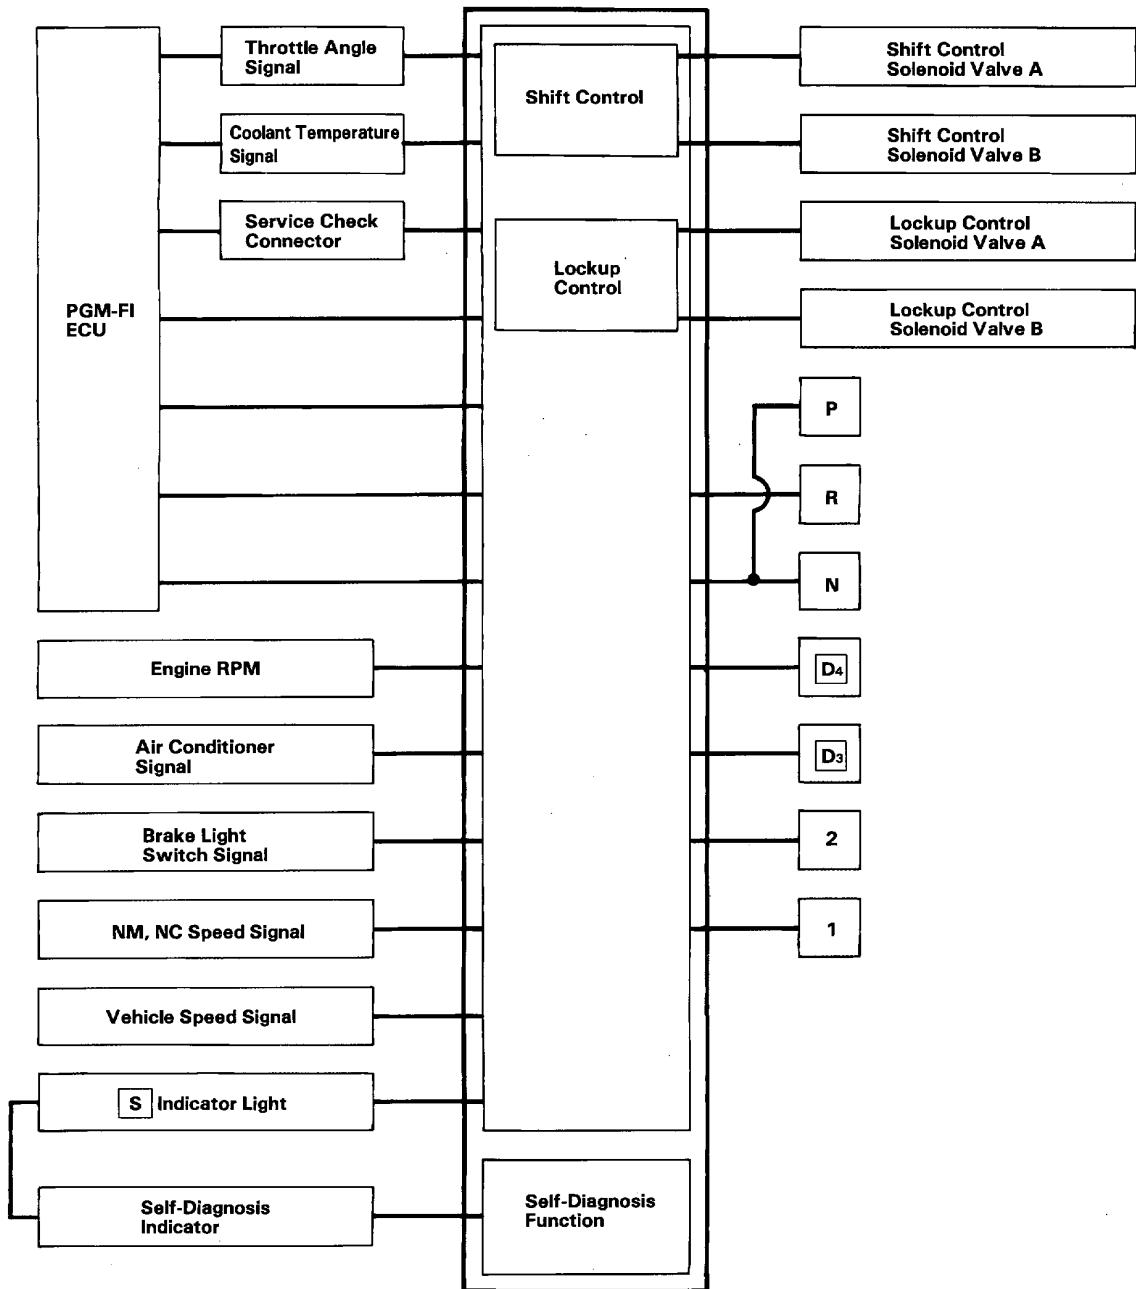 Throttle Angle
Signal
Coolant Temperature
Signal
Service Check
Connector
PGM-FI
ECU
Engine RPM
Air Conditioner
Signal
Brake Light
Switch Signal
NM, NC Speed Signal
Vehicle Speed Signal
S Indicator Light
Self-Diagnosis
Indicator
Shift Control
Lockup
Control
Self-Diagnosis
Function
Shift Control
Solenoid Valve A
Shift Control
Solenoid Valve B
Lockup Control
Solenoid Valve A
Lockup Control
Solenoid Valve B
P
R
N
D4
D3
2
1